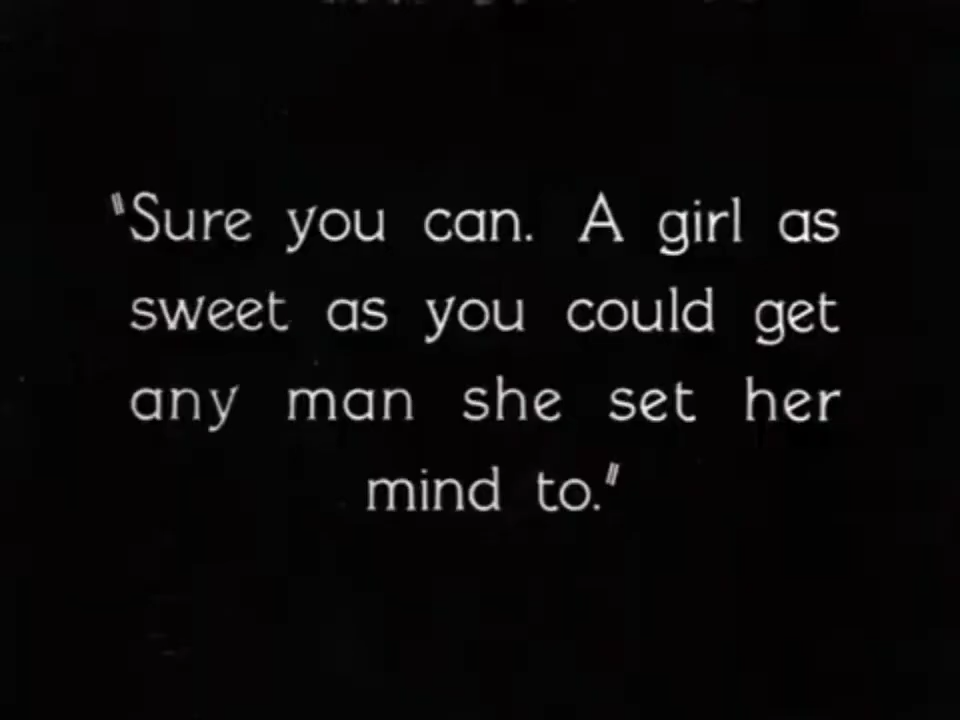 "Sure you can. A girl as
sweet as you could get
any man she set her
mind to."